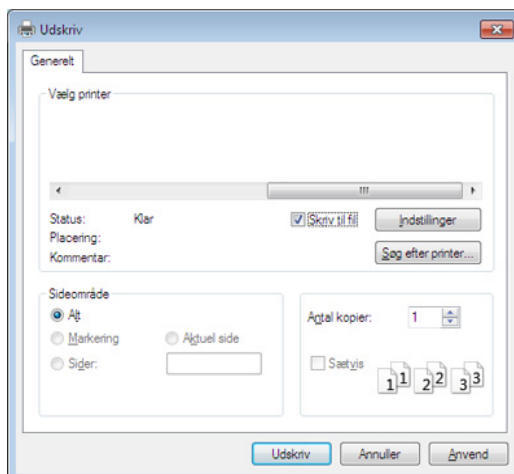 Udskriv
Generelt
Vælg printer
Status: Klar
Skriv til fil
Indstillinger
Placering:
Kommentar:
Søg efter printer...
Sideområde
Alt
Markering
Aktuel side
Sider:
Antal kopier: 1
Sætvis
1 1 2 2 3 3
Udskriv
Annuller
Anvend